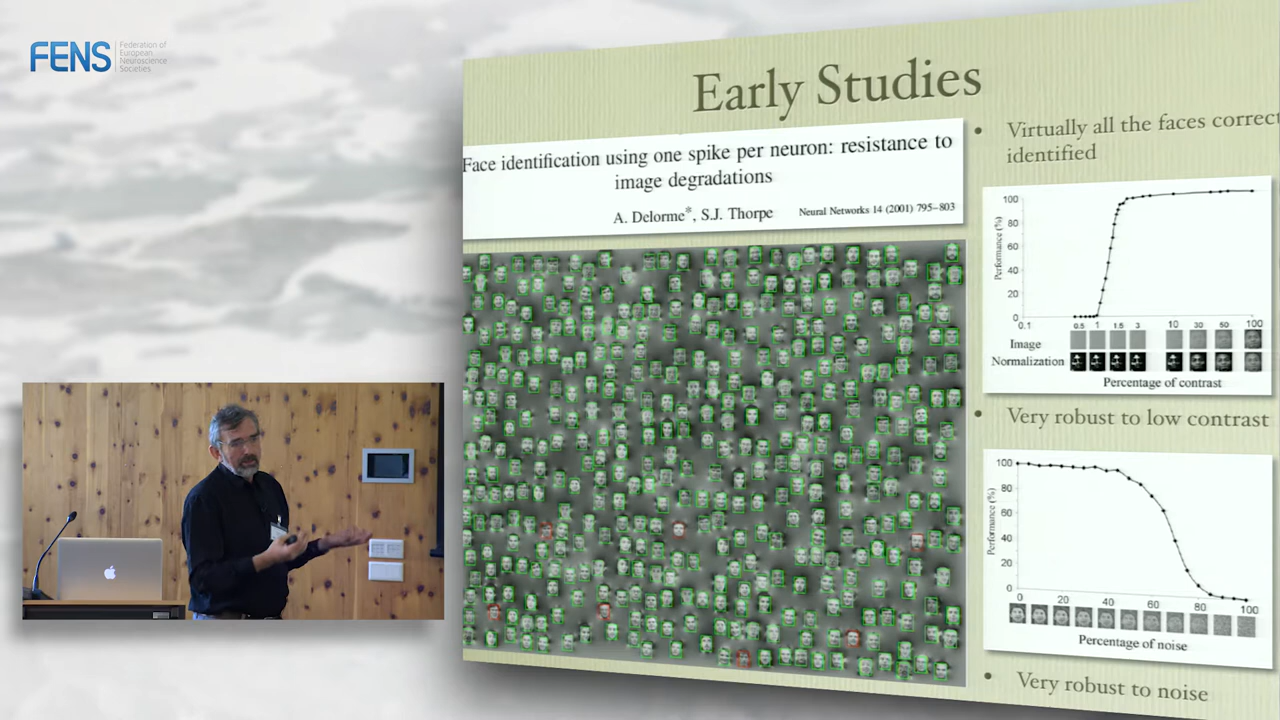 FENS
Federation of
European
Neuroscience
Societies
Early Studies
Face identification using one spike per neuron: resistance to
image degradations
A. Delorme*, S.J. Thorpe Neural Networks 14 (2001) 795–803
• Virtually all the faces correct
identified
Performance (%)
100
80
60
40
20
0
0.1 0.5 1 1.5 3 10 30 50 100
Image
Normalization
Percentage of contrast
• Very robust to low contrast
Performance (%)
100
80
60
40
20
0
0 20 40 60 80 100
Percentage of noise
• Very robust to noise